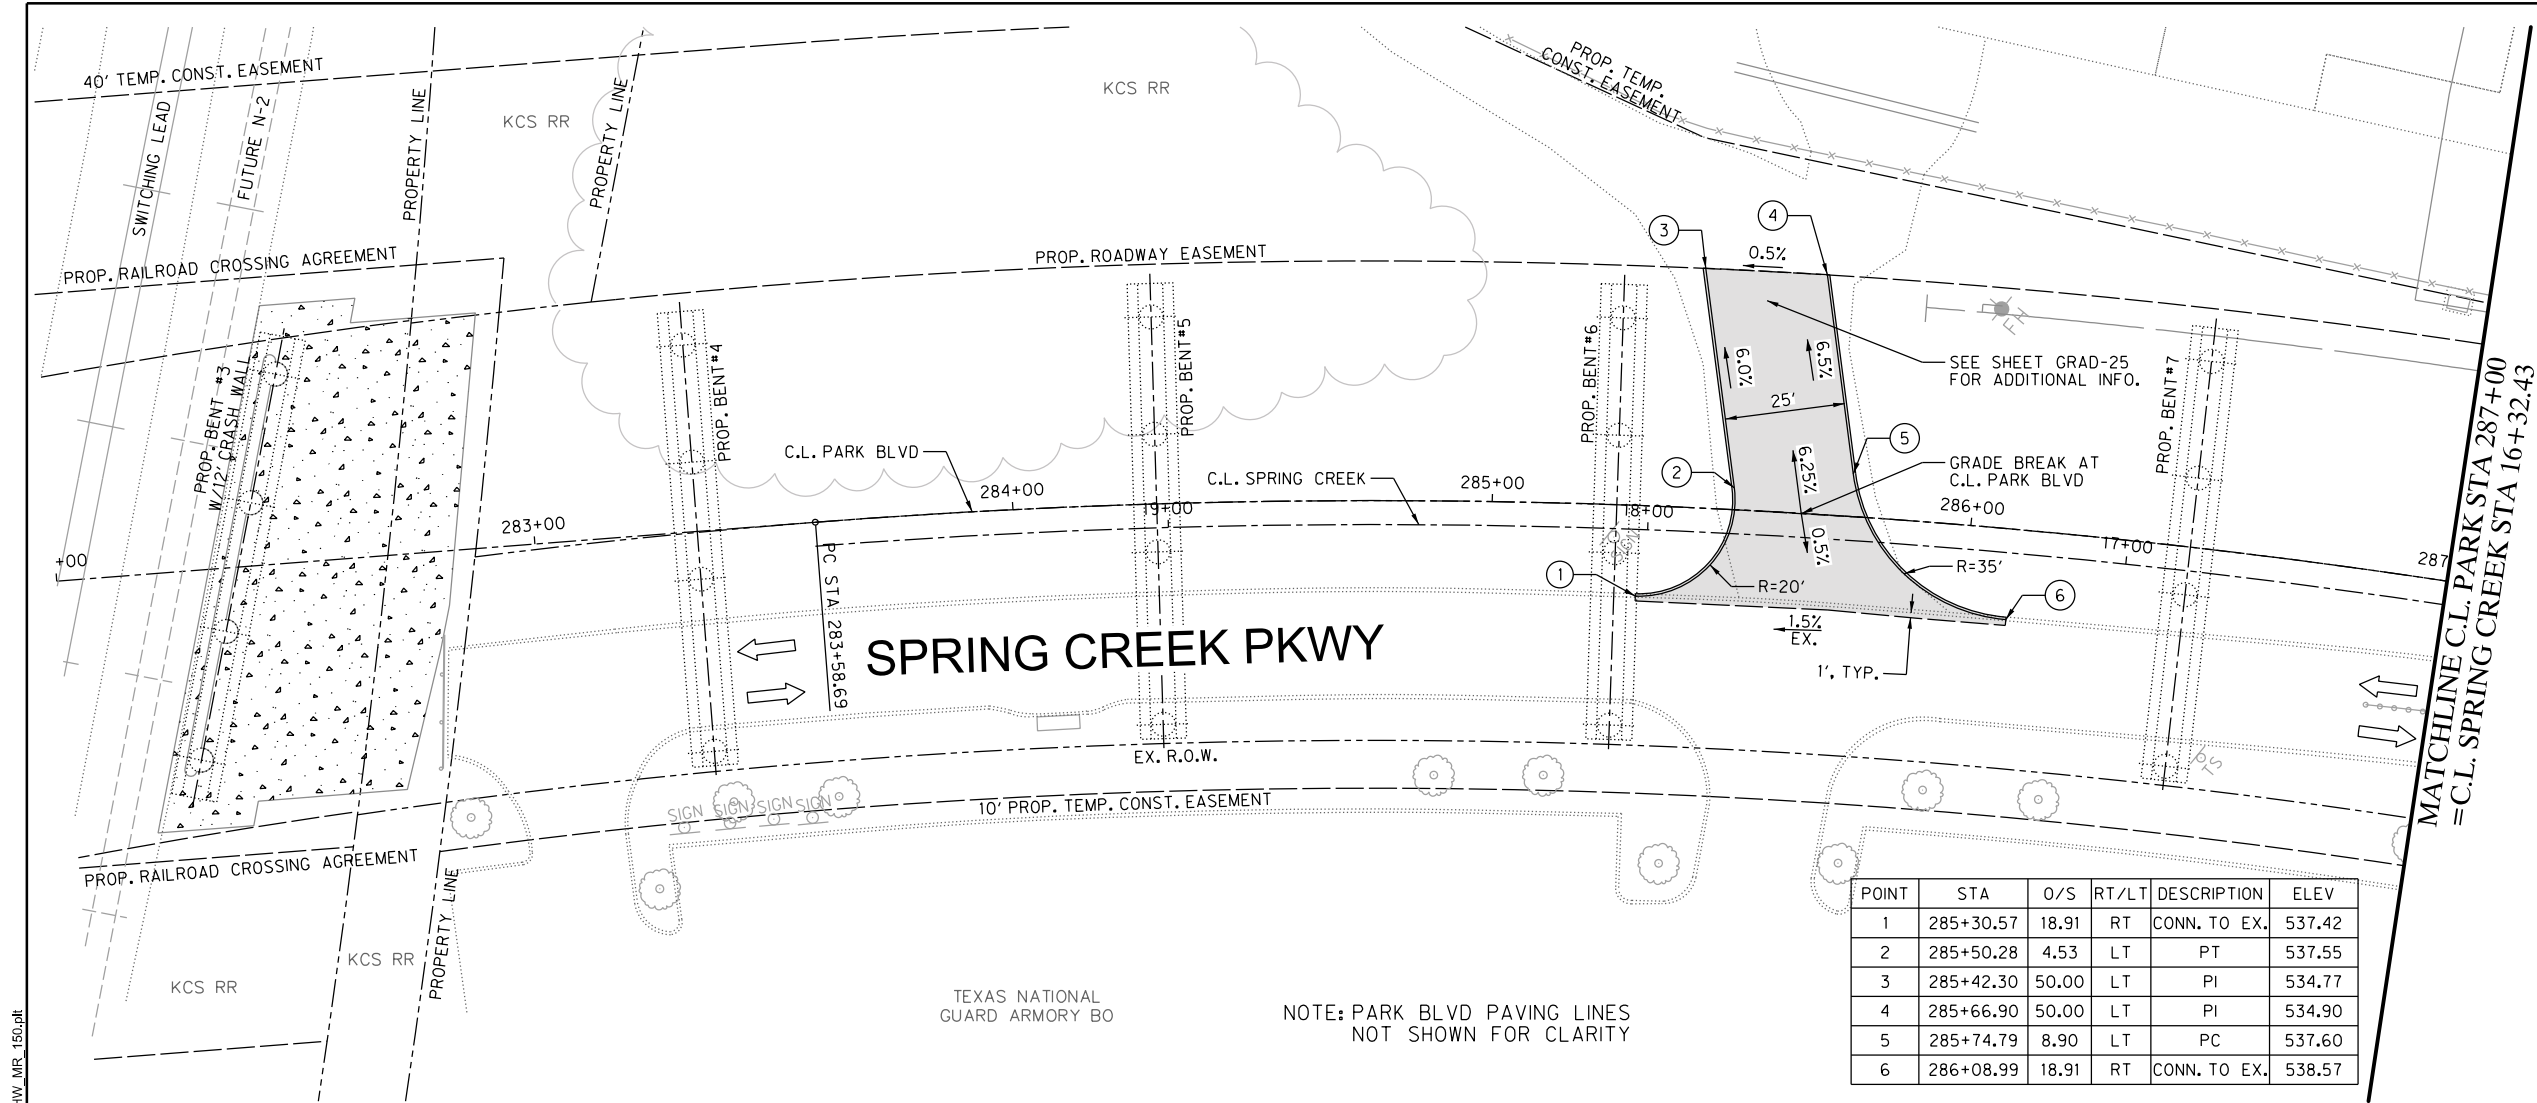 40' TEMP. CONST. EASEMENT
SWITCHING LEAD
FUTURE N-2
PROPERTY LINE
KCS RR
PROPERTY LINE
KCS RR
PROP. TEMP.
CONST. EASEMENT
PROP. RAILROAD CROSSING AGREEMENT
PROP. ROADWAY EASEMENT
3
4
0.5%
FH
PROP. BENT #3
W/12' CRASH WALL
PROP. BENT#4
PROP. BENT#5
PROP. BENT#6
6.0%
6.5%
SEE SHEET GRAD-25
FOR ADDITIONAL INFO.
PROP. BENT#7
25'
C.L. PARK BLVD
C.L. SPRING CREEK
2
5
6.25%
GRADE BREAK AT
C.L. PARK BLVD
+00
283+00
284+00
19+00
285+00
18+00
286+00
17+00
287
SIGN
0.5%
PC STA 283+58.69
1
R=20'
R=35'
6
1.5%
EX.
1', TYP.
SPRING CREEK PKWY
MATCHLINE C.L. PARK STA 287+00
=C.L. SPRING CREEK STA 16+32.43
EX. R.O.W.
PTS
SIGN SIGN SIGN SIGN
10' PROP. TEMP. CONST. EASEMENT
PROP. RAILROAD CROSSING AGREEMENT
PROPERTY LINE
KCS RR
KCS RR
TEXAS NATIONAL
GUARD ARMORY BO
NOTE: PARK BLVD PAVING LINES
NOT SHOWN FOR CLARITY
POINT STA O/S RT/LT DESCRIPTION ELEV
1 285+30.57 18.91 RT CONN. TO EX. 537.42
2 285+50.28 4.53 LT PT 537.55
3 285+42.30 50.00 LT PI 534.77
4 285+66.90 50.00 LT PI 534.90
5 285+74.79 8.90 LT PC 537.60
6 286+08.99 18.91 RT CONN. TO EX. 538.57
HW_MR_150.plt